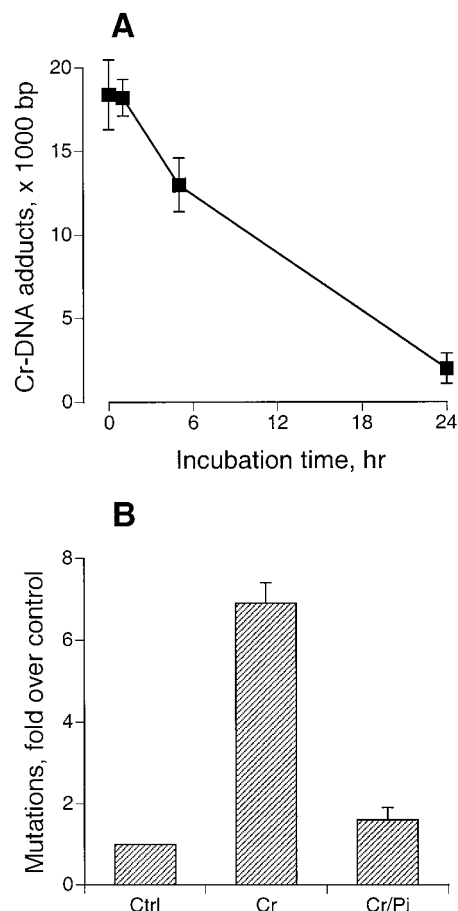 A
Cr-DNA adducts, x 1000 bp
20
15
10
5
0
0 6 12 18 24
Incubation time, hr
B
Mutations, fold over control
8
6
4
2
0
Ctrl Cr Cr/Pi